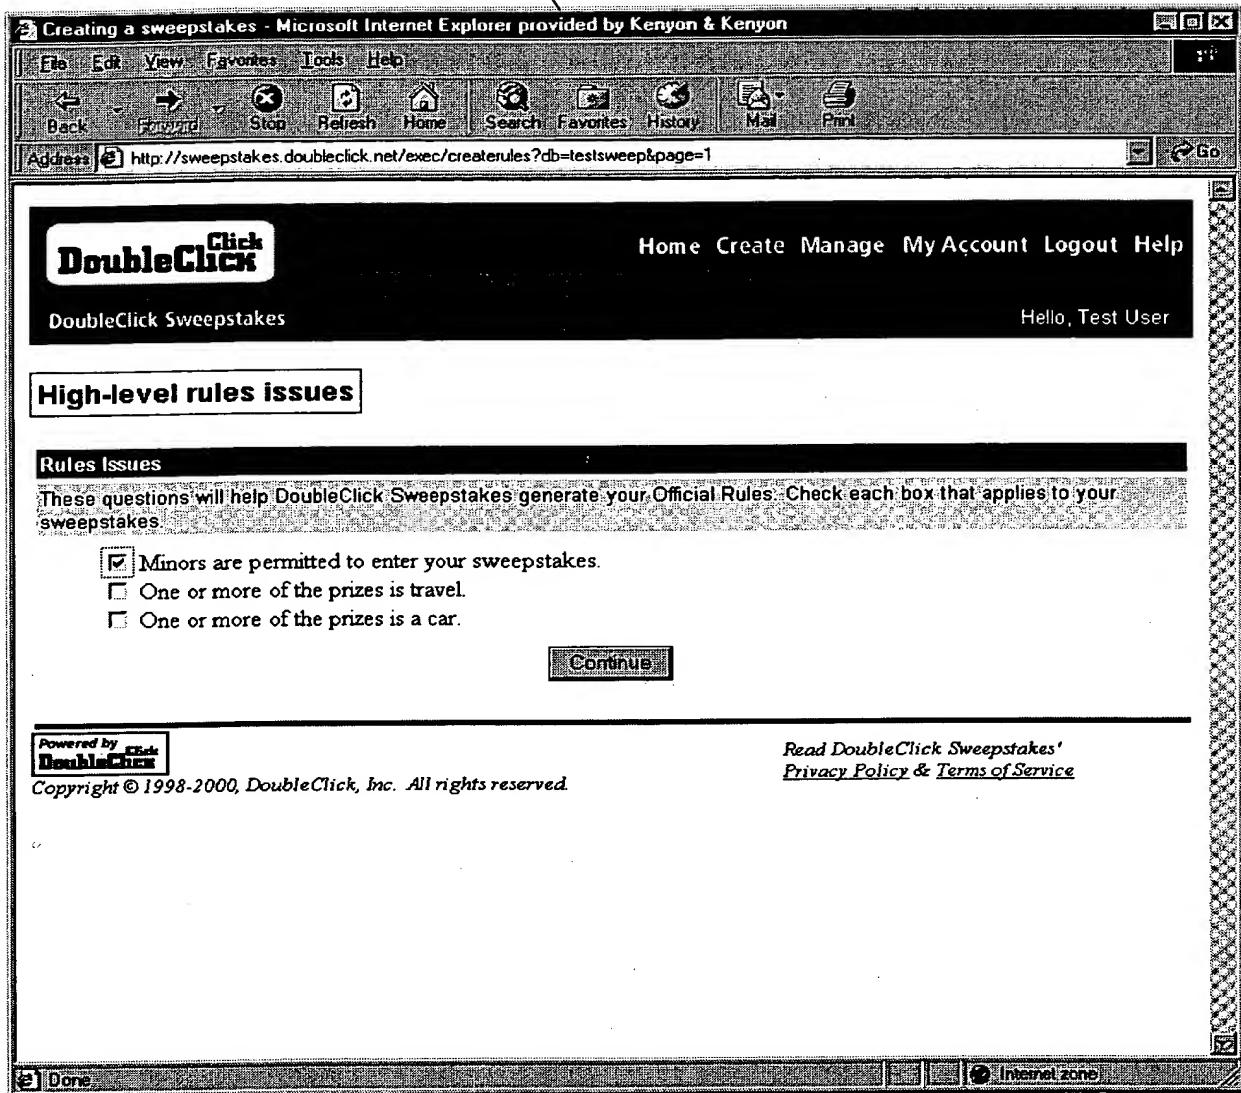 Creating a sweepstakes - Microsoft Internet Explorer provided by Kenyon & Kenyon
File Edit View Favorites Tools Help
Back Forward Stop Refresh Home Search Favorites History Mail Print
Address http://sweepstakes.doubleclick.net/exec/createrules?db=testsweep&page=1 Go
Click
DoubleClick
Home Create Manage My Account Logout Help
DoubleClick Sweepstakes
Hello, Test User
High-level rules issues
Rules Issues
These questions will help DoubleClick Sweepstakes generate your Official Rules. Check each box that applies to your
sweepstakes.
Minors are permitted to enter your sweepstakes.
One or more of the prizes is travel.
One or more of the prizes is a car.
Continue
Powered by
Click
DoubleClick
Copyright © 1998-2000, DoubleClick, Inc. All rights reserved.
Read DoubleClick Sweepstakes'
Privacy Policy & Terms of Service
Done
Internet zone